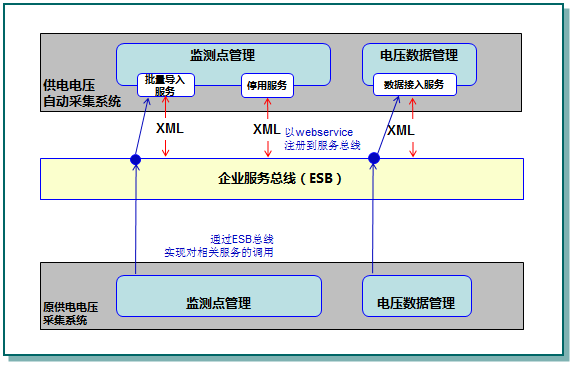 监测点管理
电压数据管理
供电电压
自动采集系统
批量导入
服务
停用服务
数据接入服务
XML
XML
XML
以webservice
注册到服务总线
企业服务总线（ESB）
通过ESB总线
实现对相关服务的调用
原供电电压
采集系统
监测点管理
电压数据管理